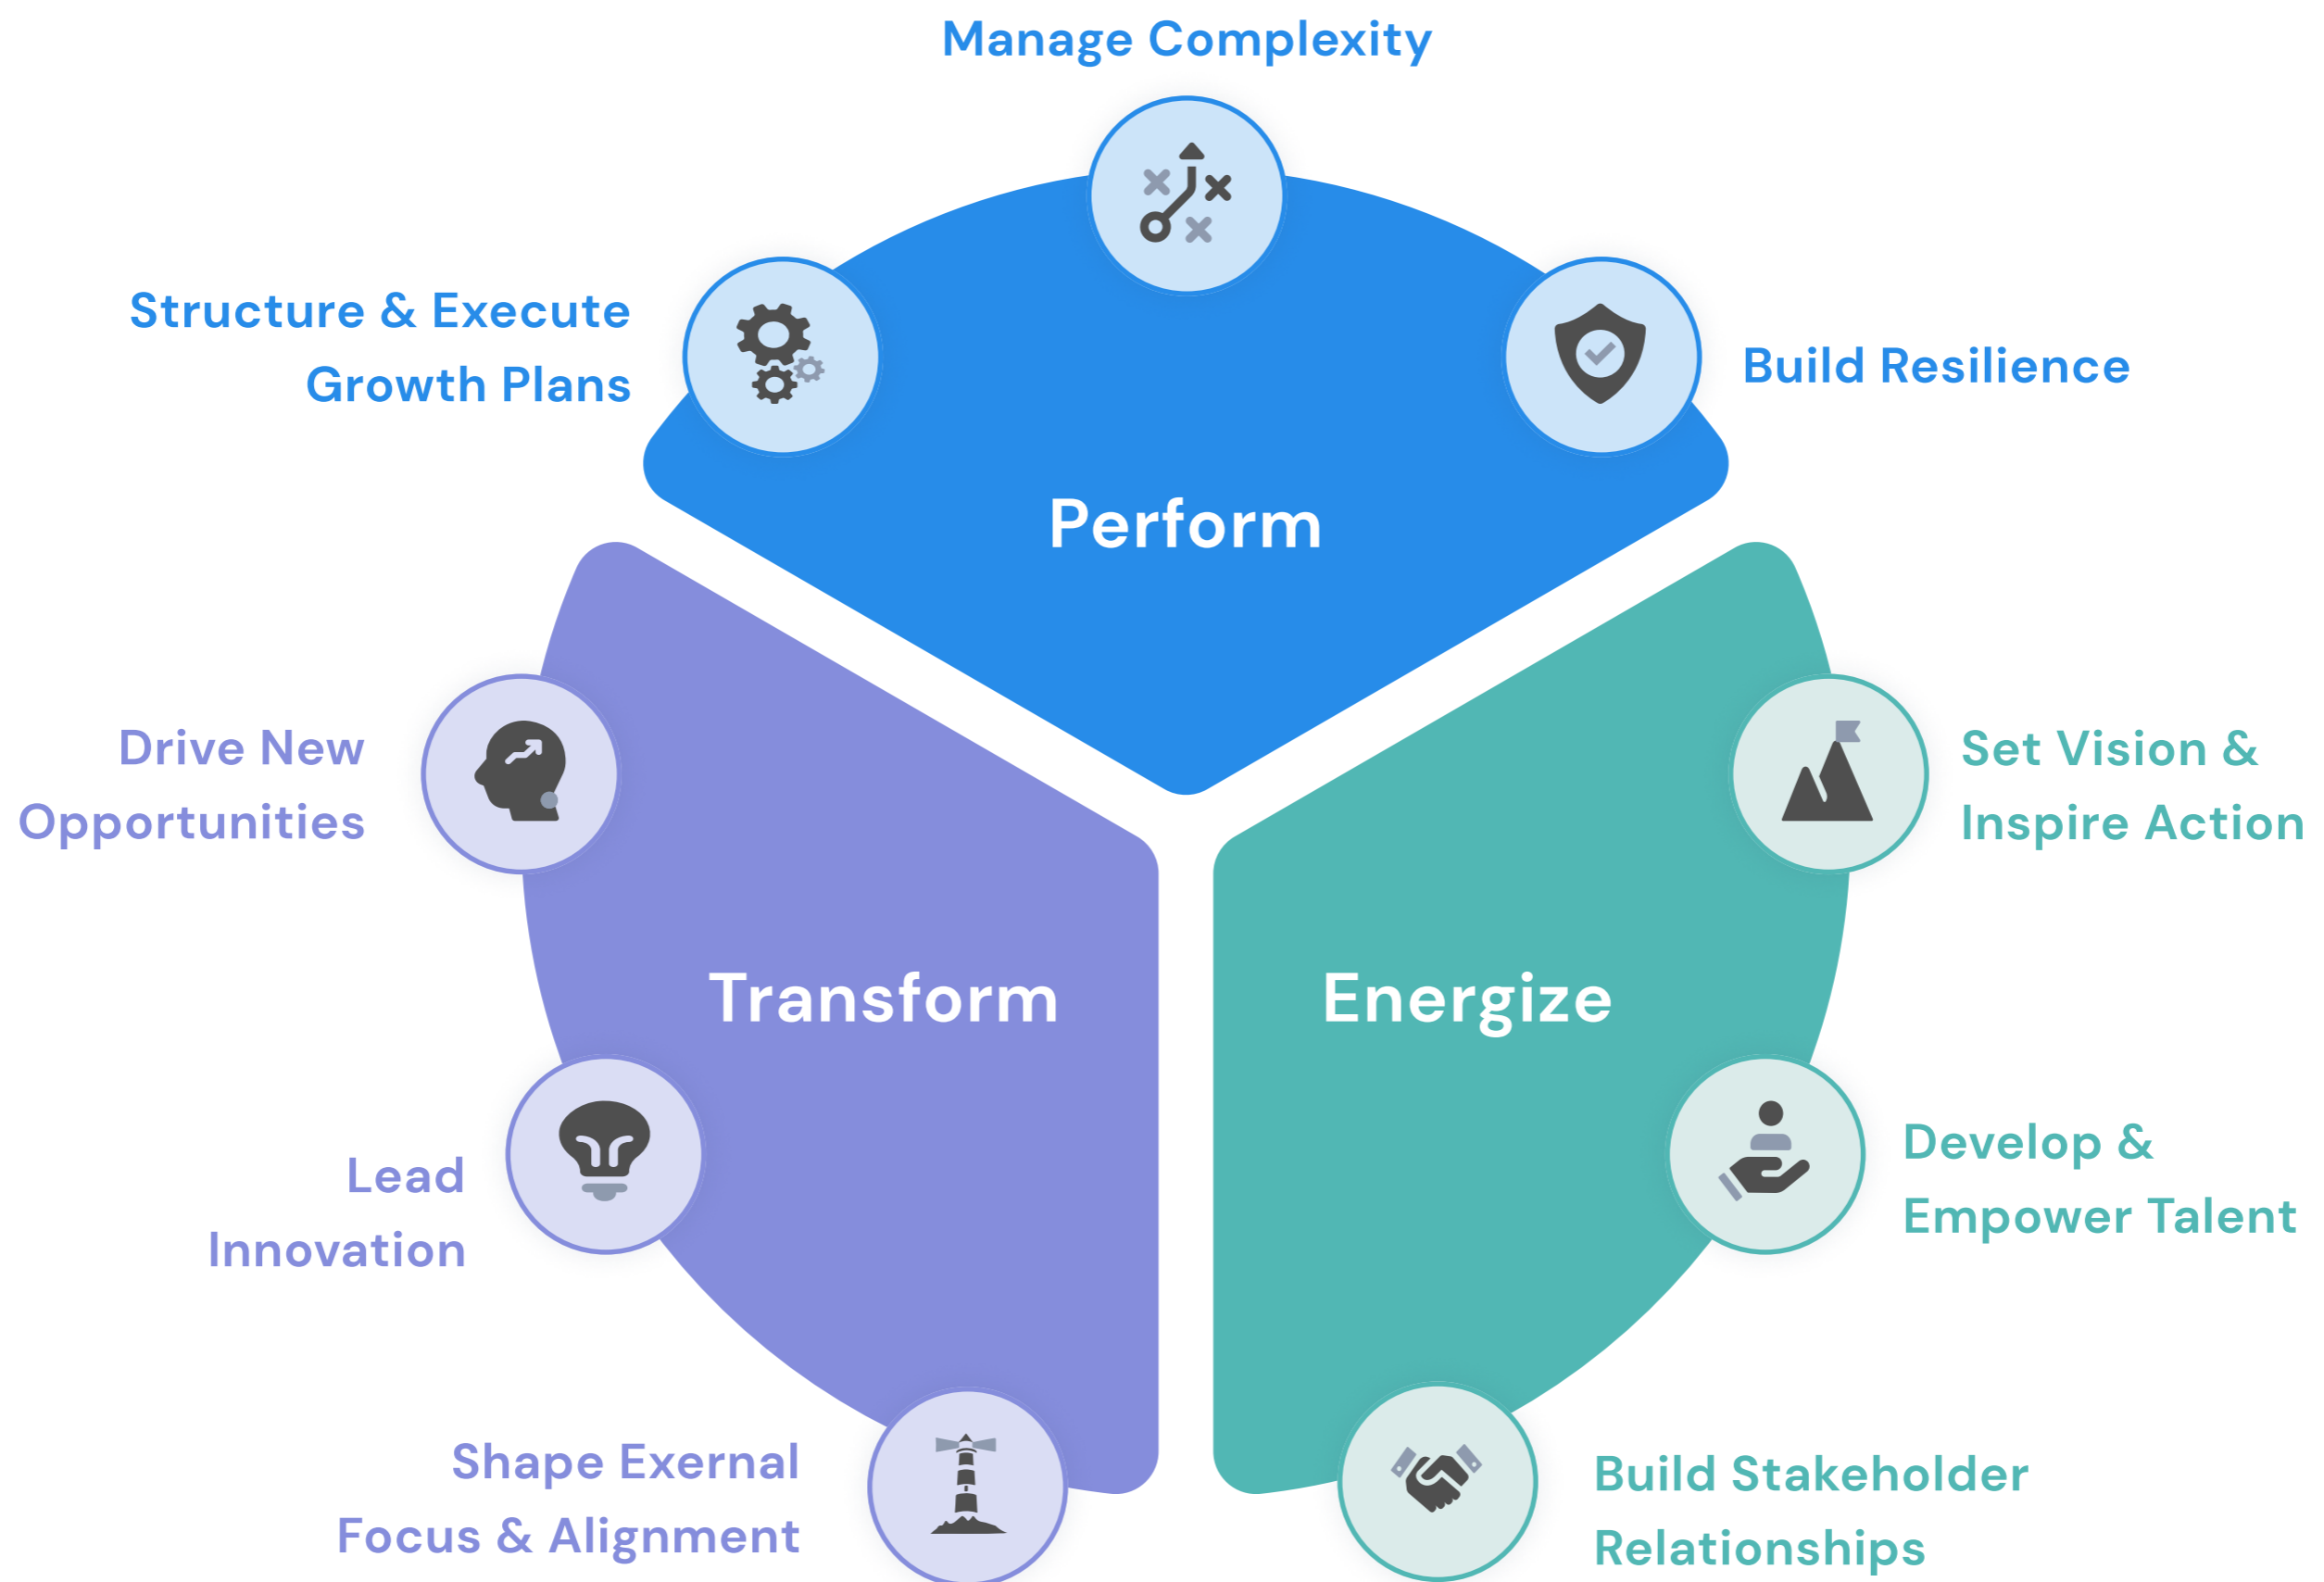 Manage Complexity
Structure & Execute
Growth Plans
Build Resilience
Perform
Drive New
Opportunities
Set Vision &
Inspire Action
Transform
Energize
Lead
Innovation
Develop &
Empower Talent
Shape Exernal
Focus & Alignment
Build Stakeholder
Relationships